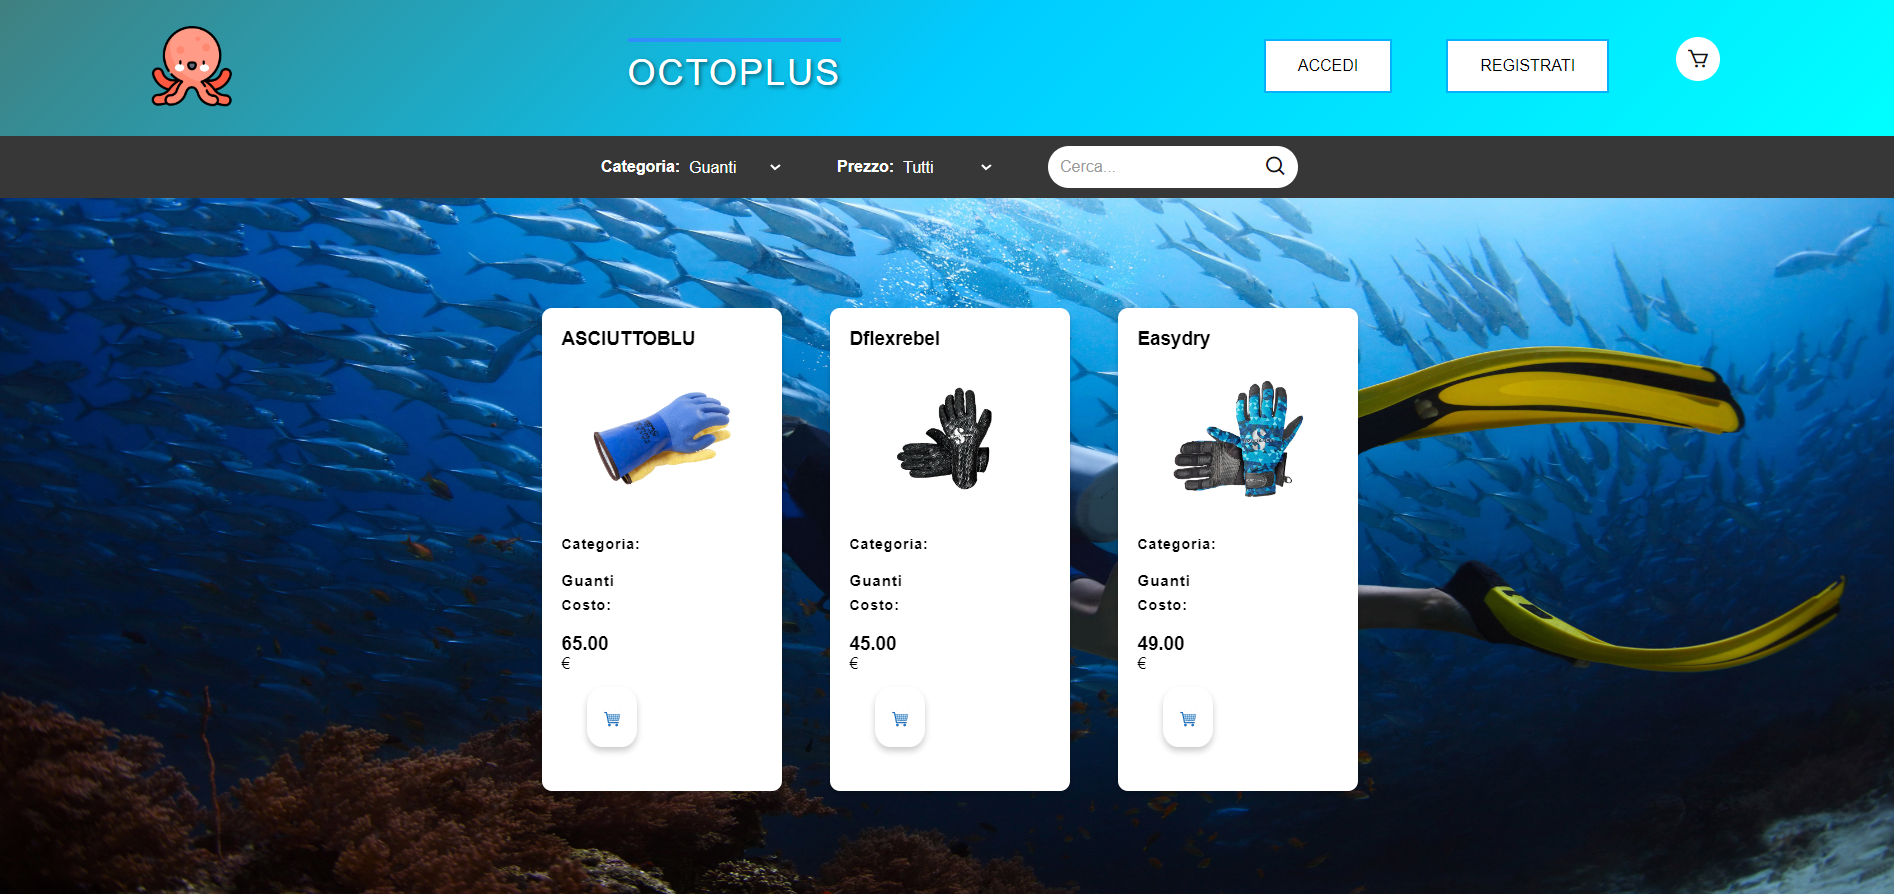 OCTOPLUS
ACCEDI
REGISTRATI
Categoria: Guanti
Prezzo: Tutti
Cerca...
ASCIUTTOBLU
Categoria:
Guanti
Costo:
65.00
€
Dflexrebel
Categoria:
Guanti
Costo:
45.00
€
Easydry
Categoria:
Guanti
Costo:
49.00
€